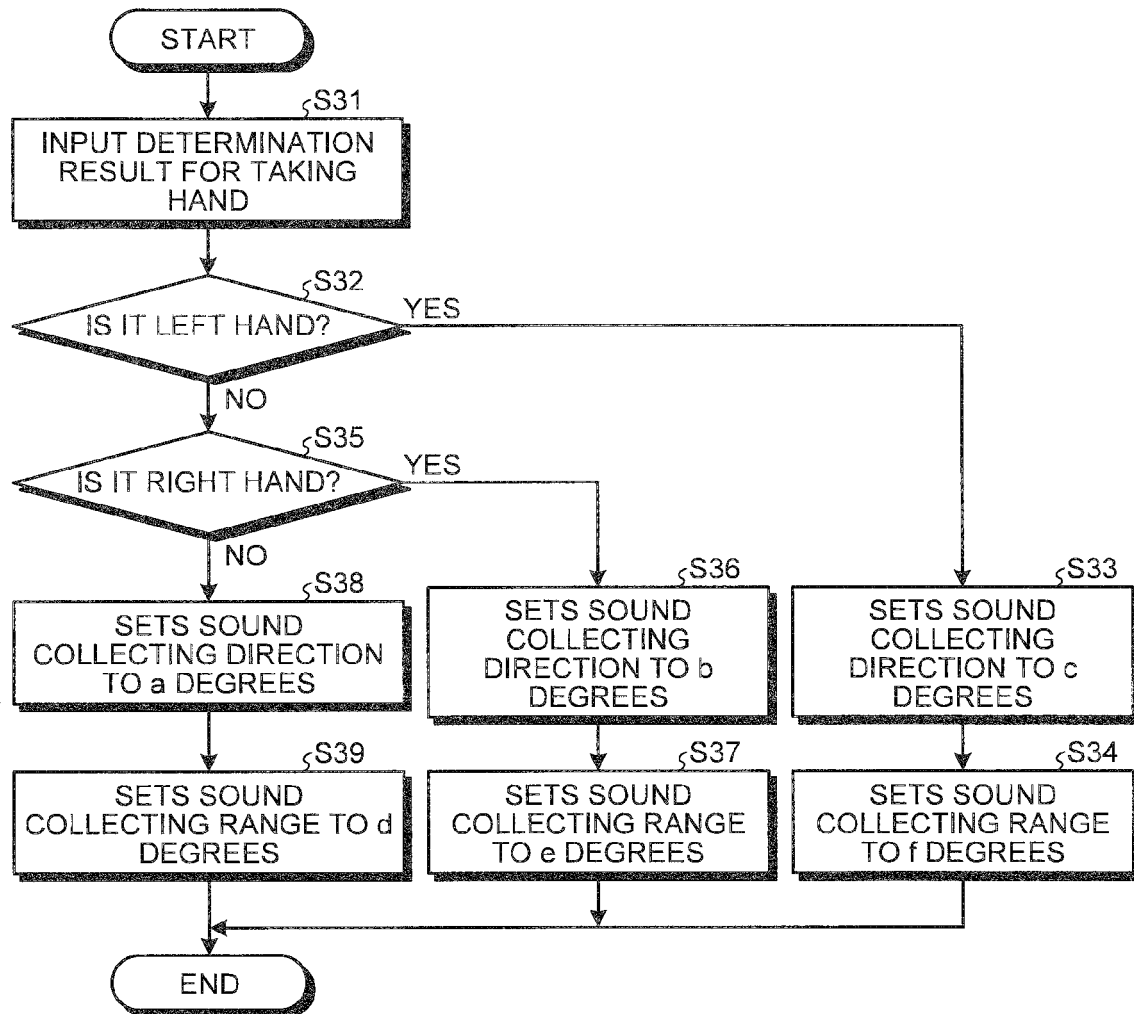 START
S31
INPUT DETERMINATION
RESULT FOR TAKING
HAND
S32
IS IT LEFT HAND?
YES
NO
S35
IS IT RIGHT HAND?
YES
NO
S38
SETS SOUND
COLLECTING DIRECTION
TO a DEGREES
S36
SETS SOUND
COLLECTING
DIRECTION TO b
DEGREES
S33
SETS SOUND
COLLECTING
DIRECTION TO c
DEGREES
S39
SETS SOUND
COLLECTING RANGE TO d
DEGREES
S37
SETS SOUND
COLLECTING RANGE
TO e DEGREES
S34
SETS SOUND
COLLECTING RANGE
TO f DEGREES
END